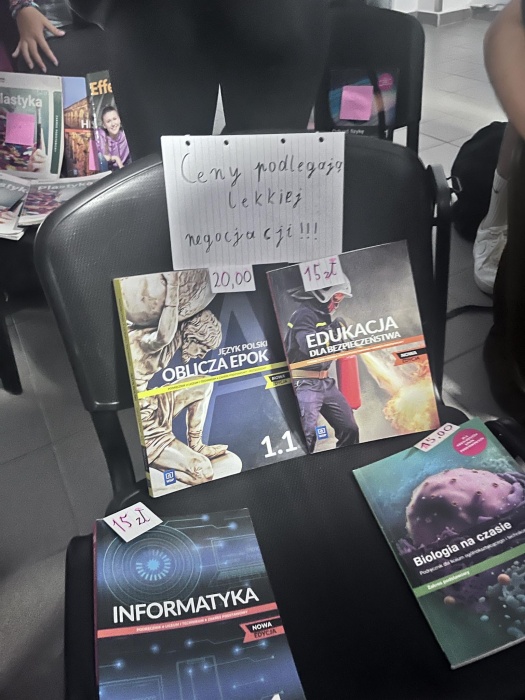 Plastyka
Effe
Ceny podlegają
lekkiej
negocjacji!!!
20,00
15 zł
JĘZYK POLSKI
OBLICZA EPOK
1.1
EDUKACJA
DLA BEZPIECZEŃSTWA
NOWA
15,00
Biologia na czasie
Zakres podstawowy
15 zł
INFORMATYKA
NOWA
EDYCJA